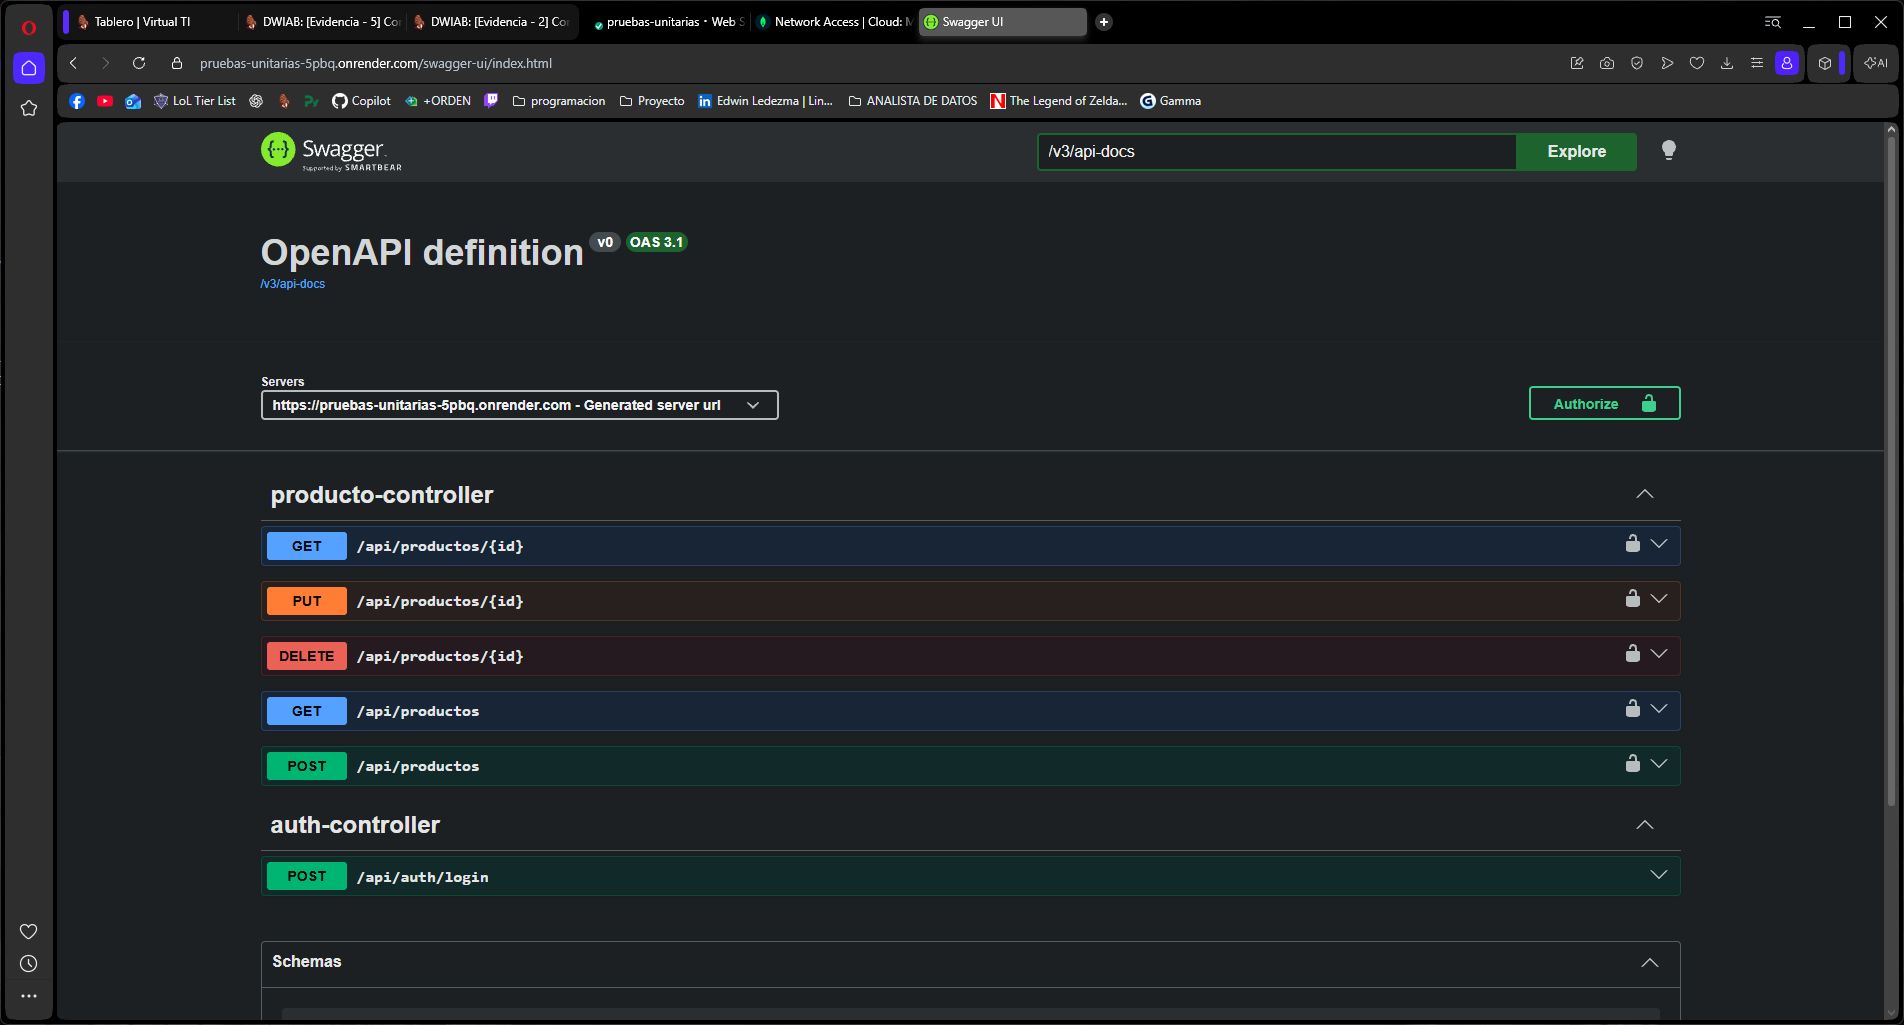 Tablero | Virtual TI
DWIAB: [Evidencia - 5] Co
DWIAB: [Evidencia - 2] Co
pruebas-unitarias · Web S
Network Access | Cloud: M
Swagger UI
pruebas-unitarias-5pbq.onrender.com/swagger-ui/index.html
AI
LoL Tier List
Copilot
+ORDEN
programacion
Proyecto
Edwin Ledezma | Lin...
ANALISTA DE DATOS
The Legend of Zelda...
Gamma
Swagger
Supported by SMARTBEAR
/v3/api-docs
Explore
OpenAPI definition v0 OAS 3.1
/v3/api-docs
Servers
https://pruebas-unitarias-5pbq.onrender.com - Generated server url
Authorize
producto-controller
GET /api/productos/{id}
PUT /api/productos/{id}
DELETE /api/productos/{id}
GET /api/productos
POST /api/productos
auth-controller
POST /api/auth/login
Schemas